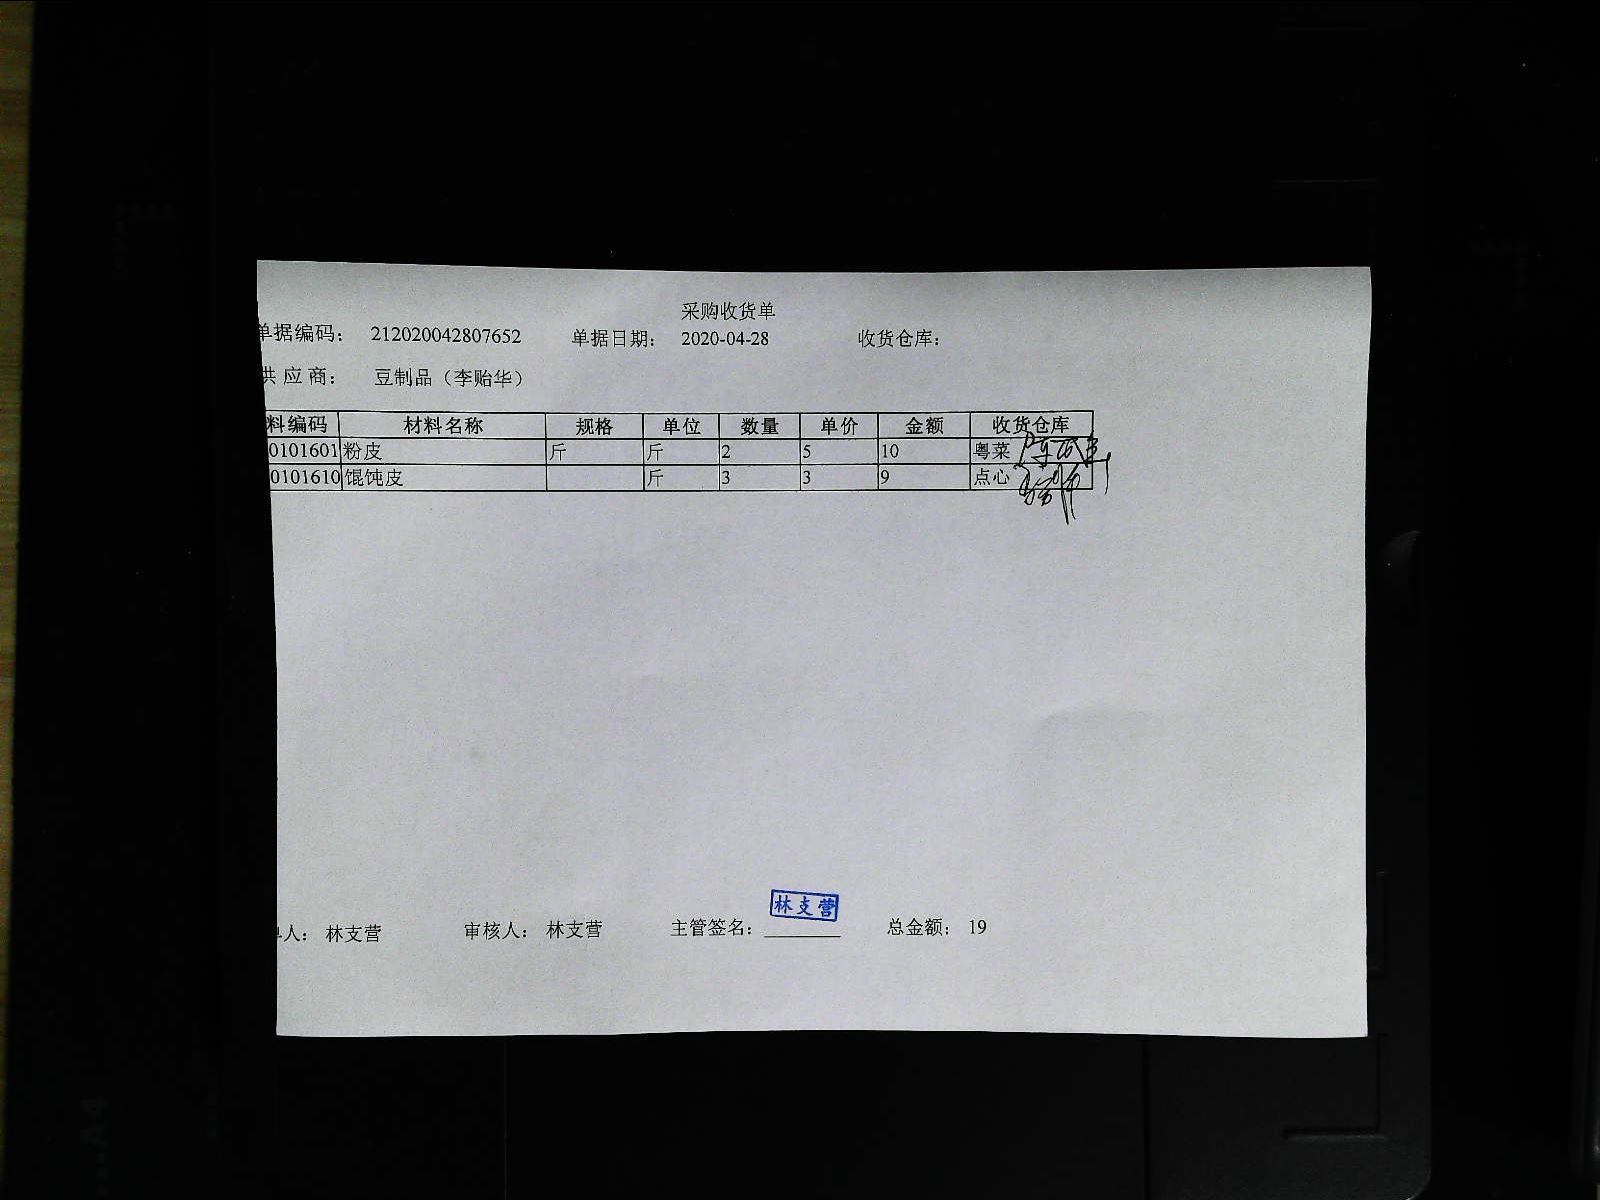 采购收货单
单据编码： 212020042807652 单据日期： 2020-04-28 收货仓库：
供 应 商： 豆制品（李贻华）
料编码 材料名称 规格 单位 数量 单价 金额 收货仓库
0101601 粉皮 斤 斤 2 5 10 粤菜
0101610 馄饨皮 斤 3 3 9 点心
林支营
人： 林支营 审核人： 林支营 主管签名： 总金额： 19